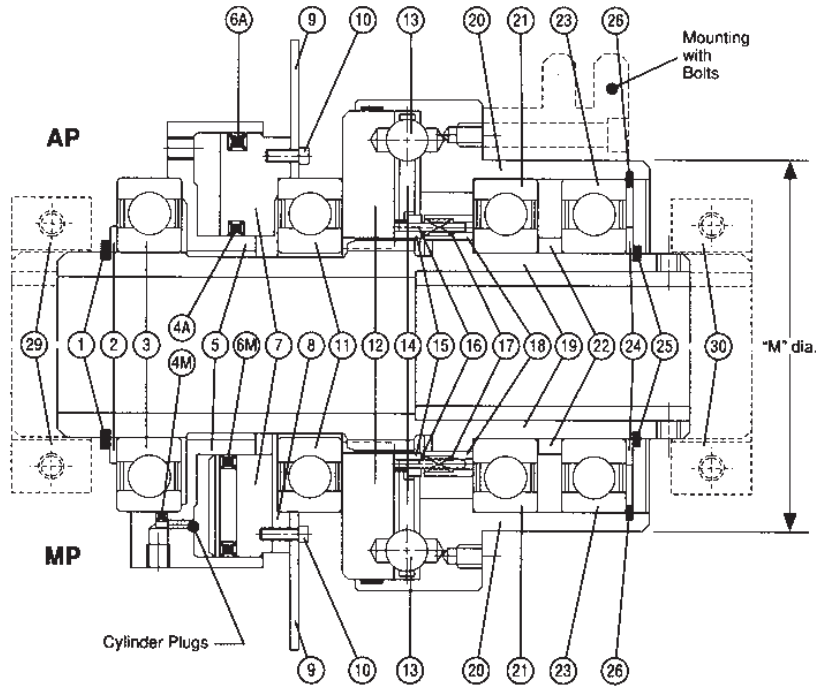 6A 9 10 13 20 21 23 26
Mounting
with
Bolts
AP
4A
4M
29 1 2 3 5 6M 7 8 11 12 14 15 16 17 18 19 22 24 25 30 "M" dia.
MP
Cylinder Plugs
9 10 13 20 21 23 26